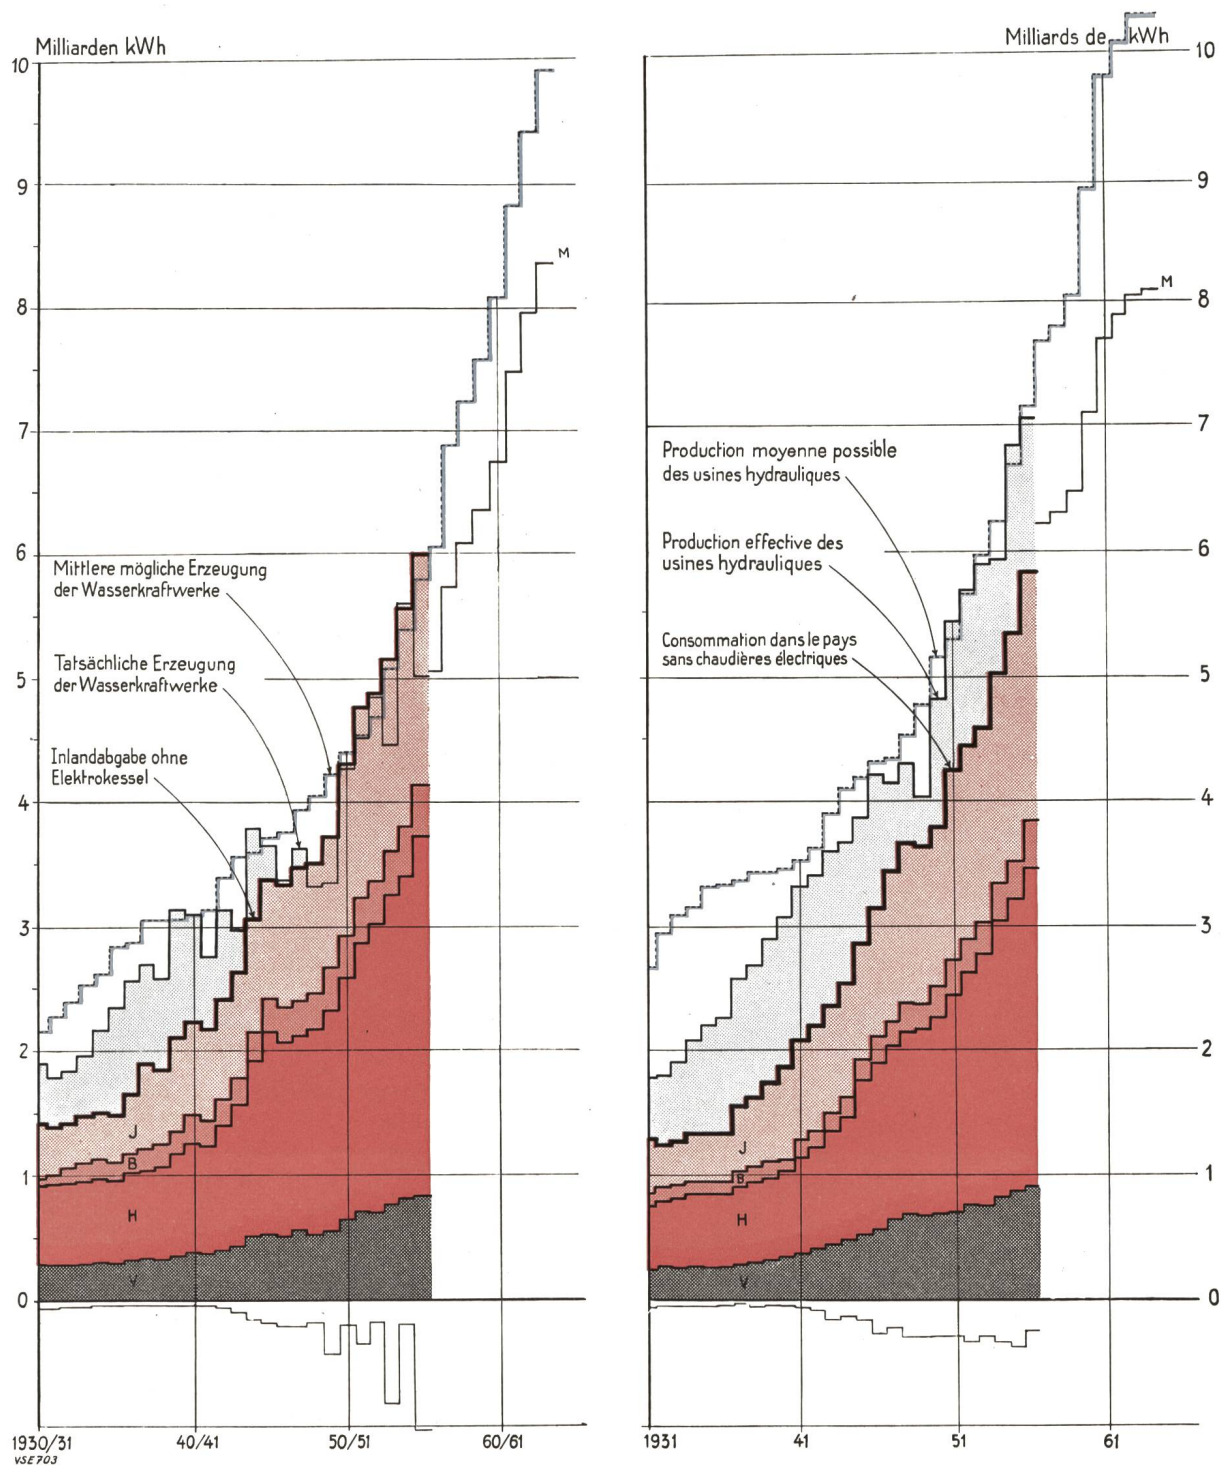 Milliarden kWh
10
9
8
7
6
5
4
3
2
1
0
M
Mittlere mögliche Erzeugung
der Wasserkraftwerke
Tatsächliche Erzeugung
der Wasserkraftwerke
Inlandabgabe ohne
Elektrokessel
J
B
H
V
1930/31
40/41
50/51
60/61
VSE 703
Milliards de kWh
10
9
8
7
6
5
4
3
2
1
0
M
Production moyenne possible
des usines hydrauliques
Production effective des
usines hydrauliques
Consommation dans le pays
sans chaudières électriques
J
B
H
V
1931
41
51
61